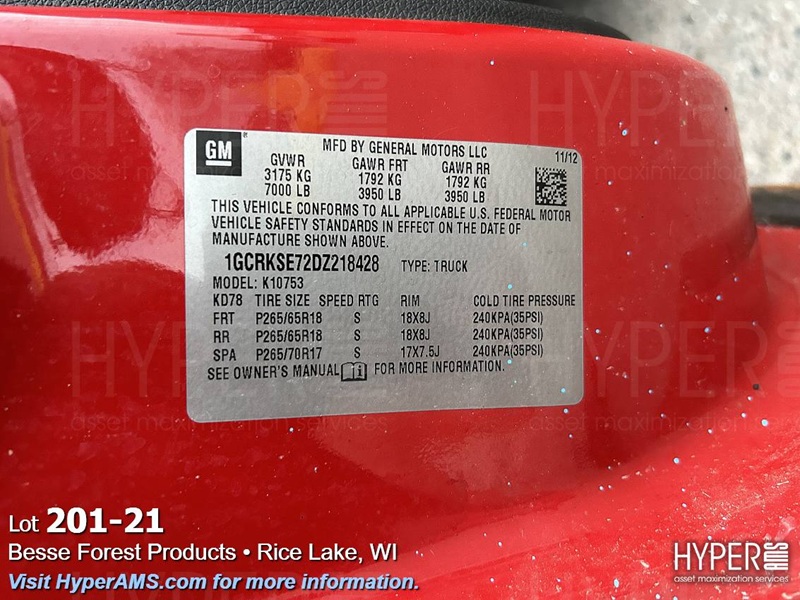 GM
MFD BY GENERAL MOTORS LLC
11/12
GVWR GAWR FRT GAWR RR
3175 KG 1792 KG 1792 KG
7000 LB 3950 LB 3950 LB
THIS VEHICLE CONFORMS TO ALL APPLICABLE U.S. FEDERAL MOTOR
VEHICLE SAFETY STANDARDS IN EFFECT ON THE DATE OF
MANUFACTURE SHOWN ABOVE.
1GCRKSE72DZ218428 TYPE: TRUCK
MODEL: K10753
KD78 TIRE SIZE SPEED RTG RIM COLD TIRE PRESSURE
FRT P265/65R18 S 18X8J 240KPA(35PSI)
RR P265/65R18 S 18X8J 240KPA(35PSI)
SPA P265/70R17 S 17X7.5J 240KPA(35PSI)
SEE OWNER'S MANUAL FOR MORE INFORMATION.
Lot 201-21
Besse Forest Products • Rice Lake, WI
Visit HyperAMS.com for more information.
HYPER AMS
asset maximization services